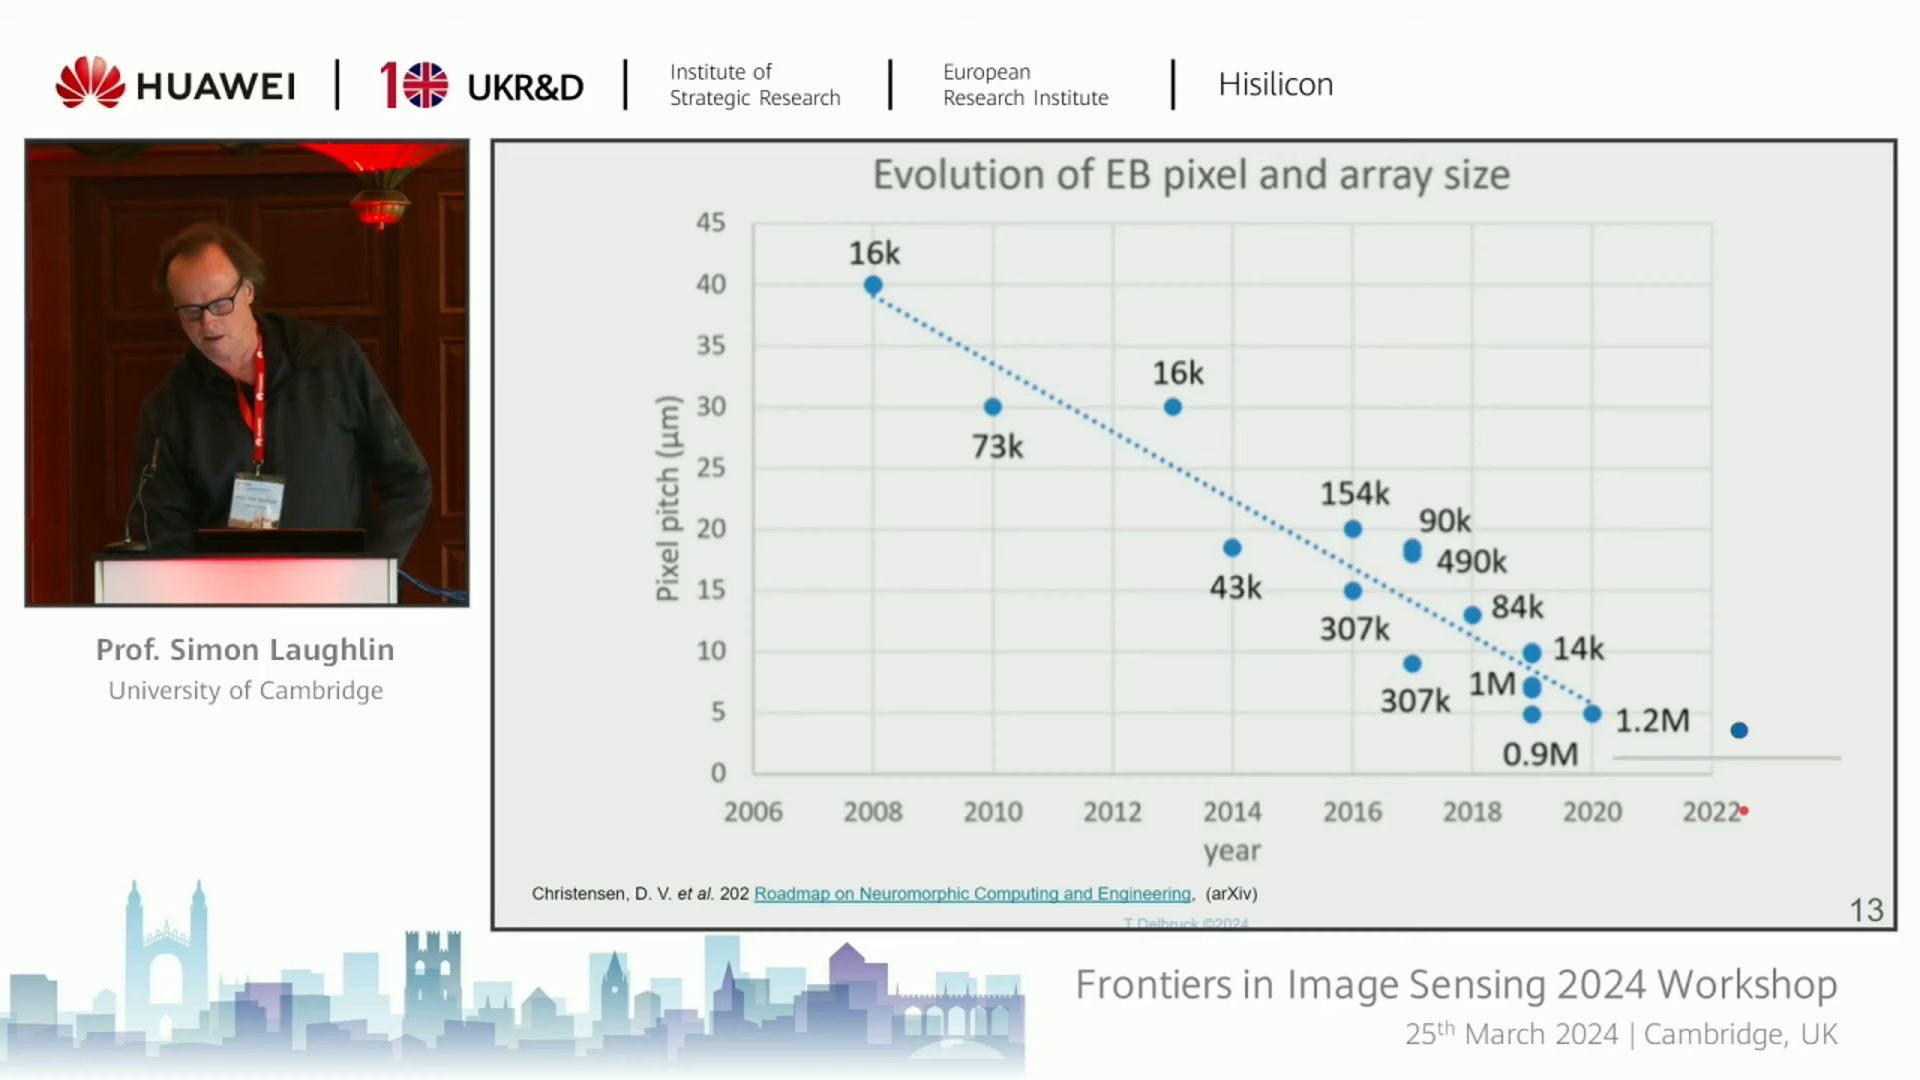 HUAWEI
10 UKR&D
Institute of
Strategic Research
European
Research Institute
Hisilicon
Evolution of EB pixel and array size
Pixel pitch (µm)
45
40
35
30
25
20
15
10
5
0
16k
73k
16k
43k
154k
307k
90k
490k
307k
84k
14k
1M
0.9M
1.2M
2006 2008 2010 2012 2014 2016 2018 2020 2022
year
Christensen, D. V. et al. 202 Roadmap on Neuromorphic Computing and Engineering, (arXiv)
T Delbruck ©2024
13
Prof. Simon Laughlin
University of Cambridge
Frontiers in Image Sensing 2024 Workshop
25th March 2024 | Cambridge, UK